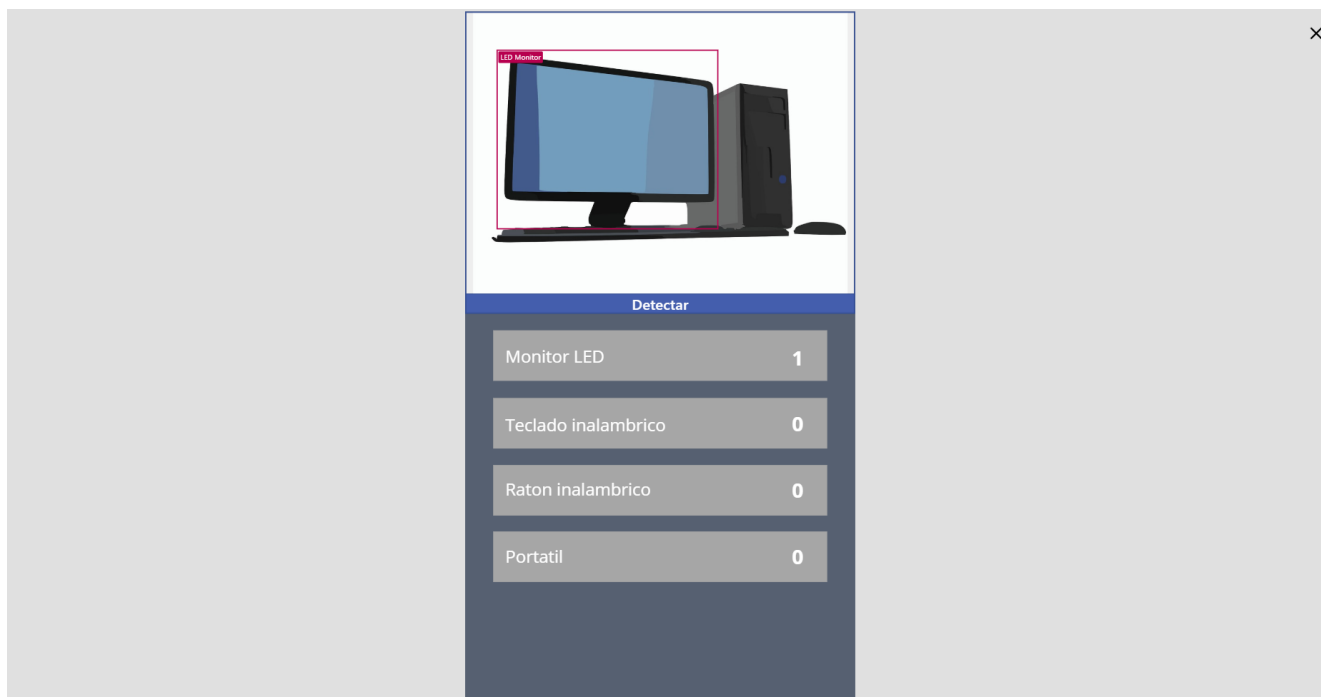 LED Monitor
Detectar
Monitor LED 1
Teclado inalambrico 0
Raton inalambrico 0
Portatil 0